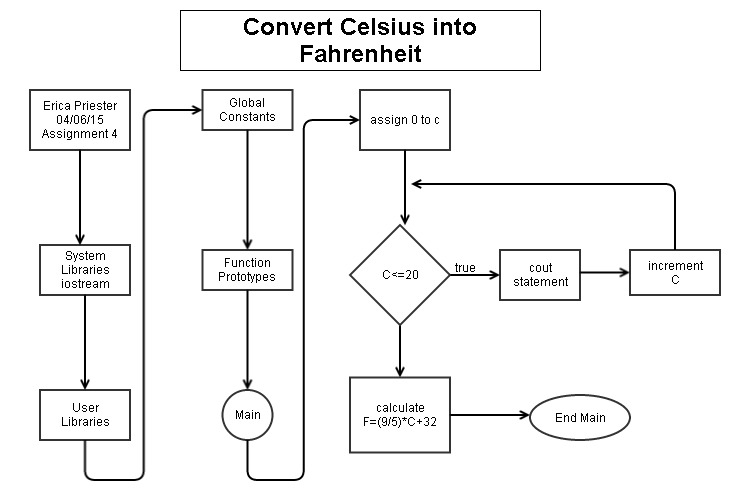 Convert Celsius into
Fahrenheit
Erica Priester
04/06/15
Assignment 4
System
Libraries
iostream
User
Libraries
Global
Constants
Function
Prototypes
Main
assign 0 to c
C<=20
true
cout
statement
increment
C
calculate
F=(9/5)*C+32
End Main